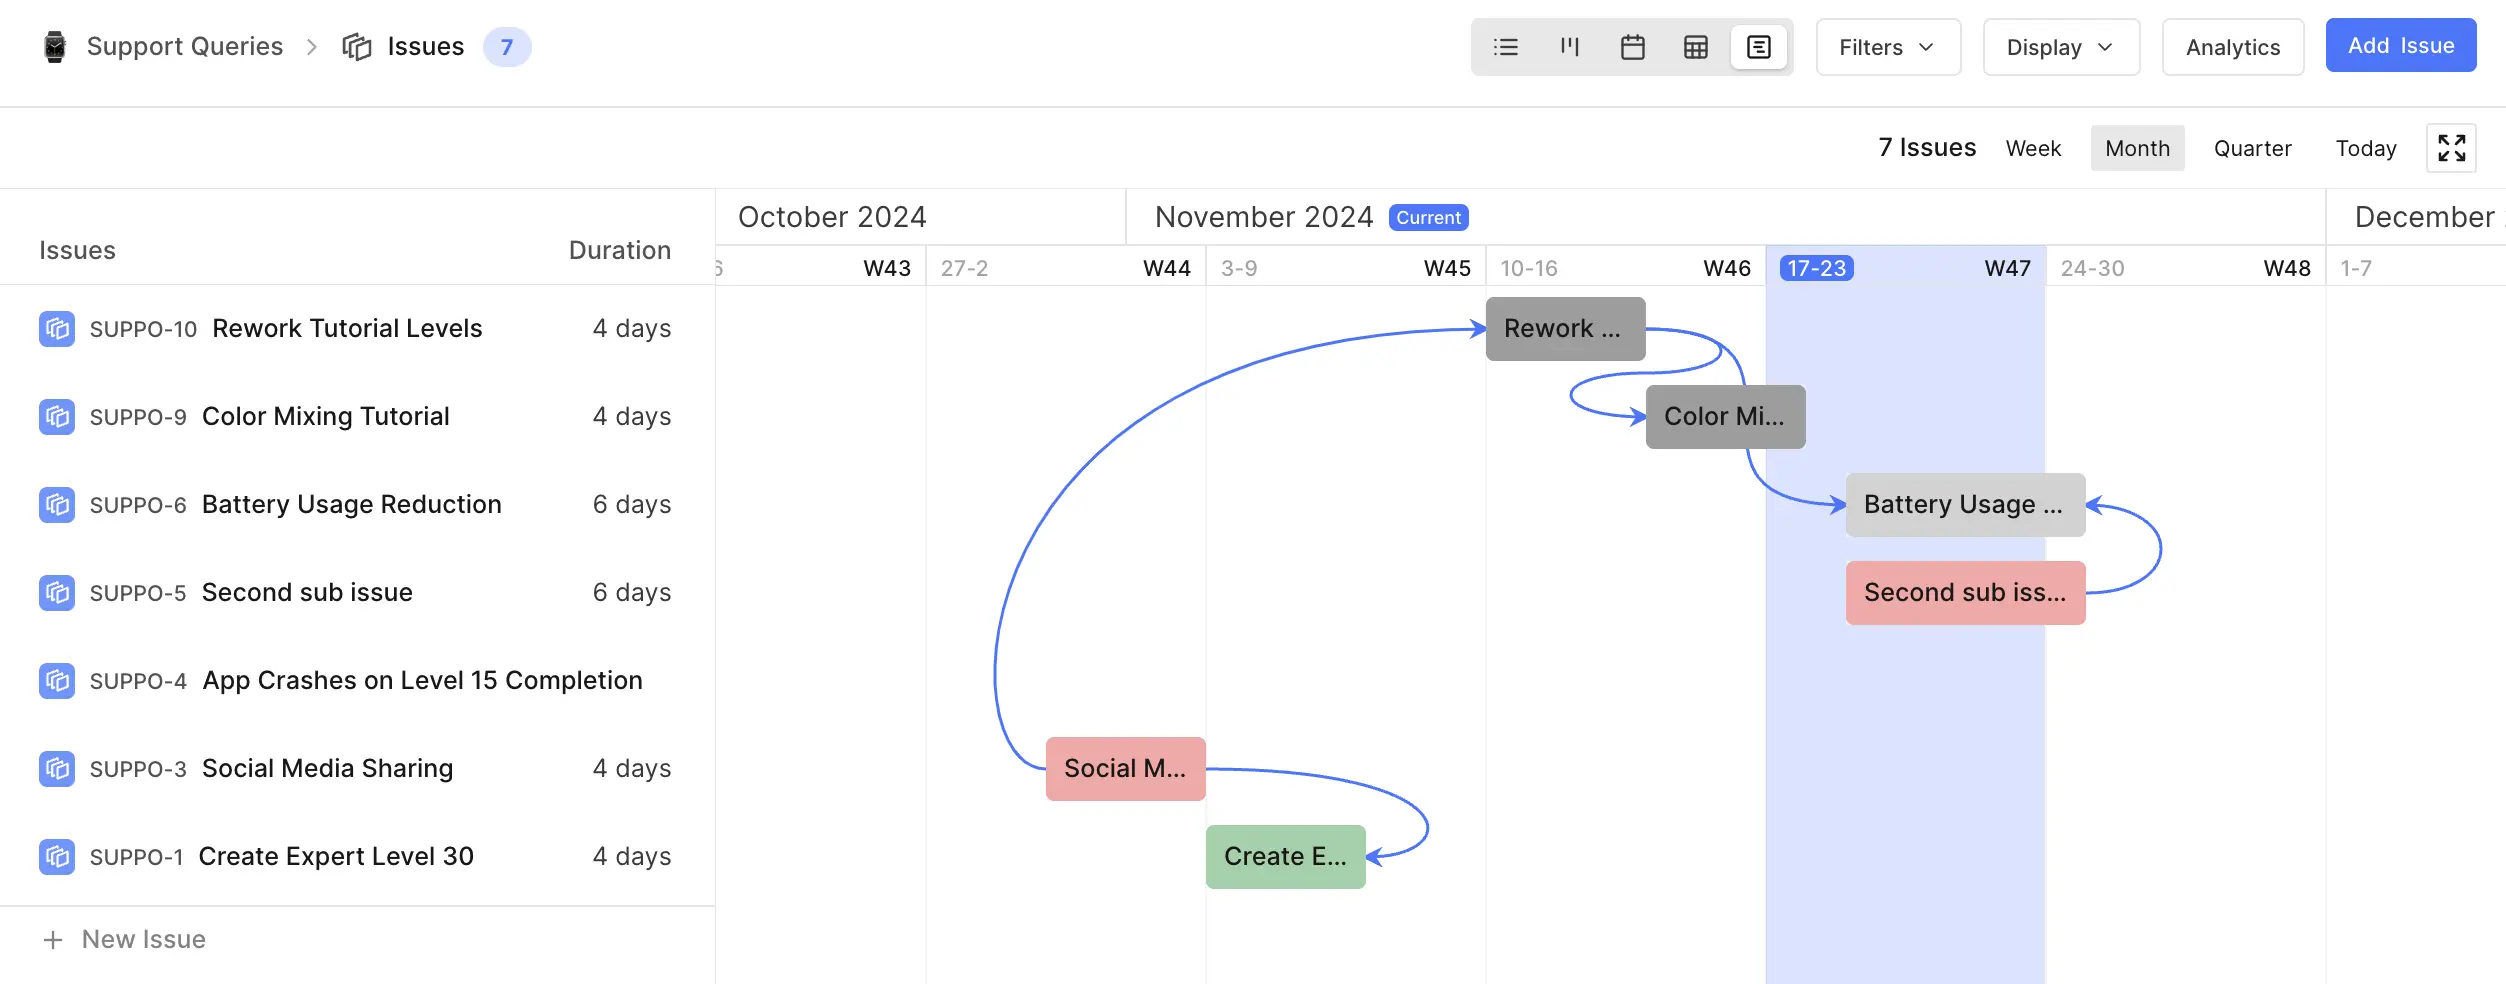 Support Queries > Issues 7
Filters Display Analytics Add Issue
7 Issues Week Month Quarter Today
October 2024 November 2024 Current December
Issues Duration
6 W43 27-2 W44 3-9 W45 10-16 W46 17-23 W47 24-30 W48 1-7
SUPPO-10 Rework Tutorial Levels 4 days Rework ...
SUPPO-9 Color Mixing Tutorial 4 days Color Mi...
SUPPO-6 Battery Usage Reduction 6 days Battery Usage ...
SUPPO-5 Second sub issue 6 days Second sub iss...
SUPPO-4 App Crashes on Level 15 Completion
SUPPO-3 Social Media Sharing 4 days Social M...
SUPPO-1 Create Expert Level 30 4 days Create E...
+ New Issue